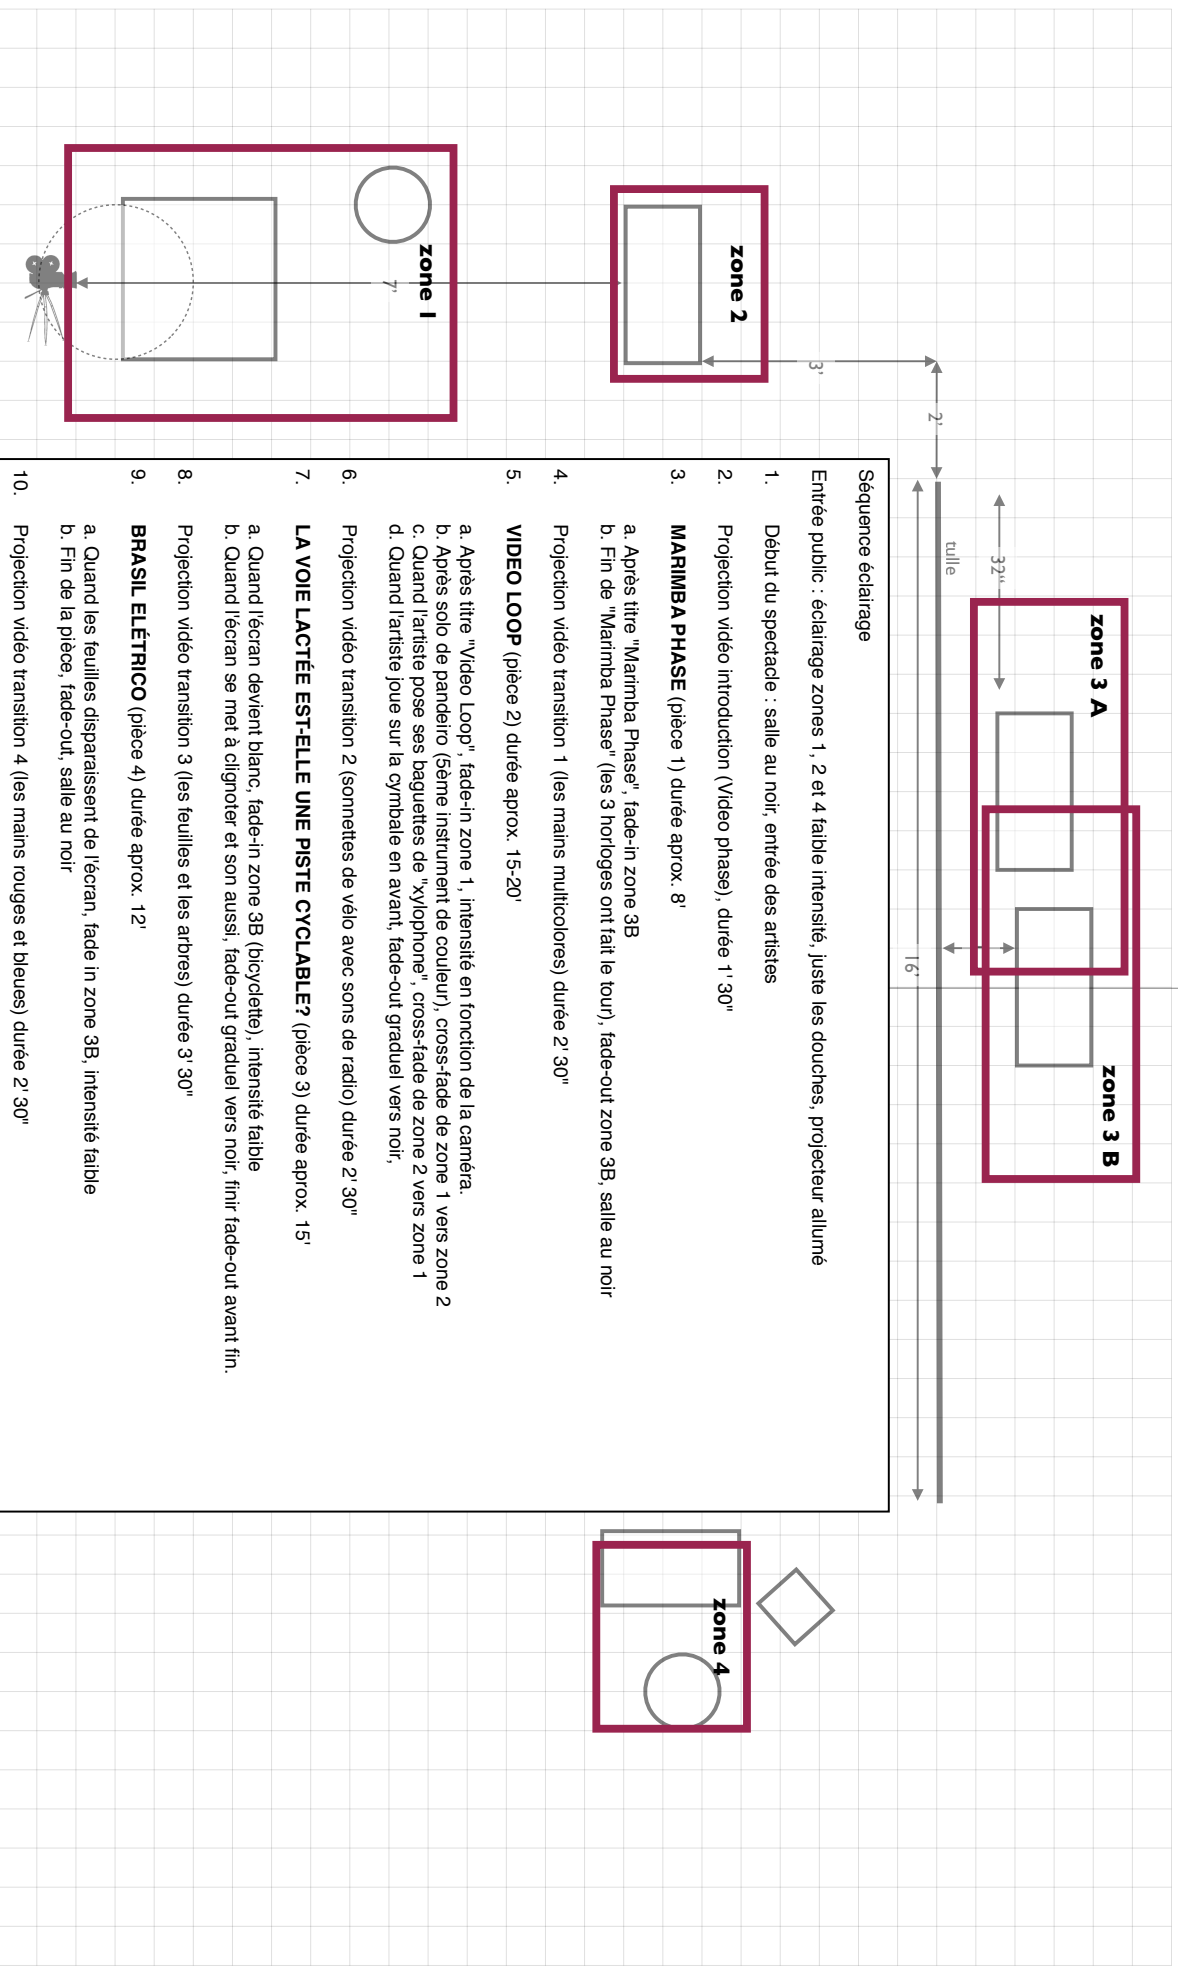 zone 3 A
zone 3 B
32"
tulle
2'
16'
3'
zone 2
zone 1
7'
zone 4
Séquence éclairage
Entrée public : éclairage zones 1, 2 et 4 faible intensité, juste les douches, projecteur allumé
1. Début du spectacle : salle au noir, entrée des artistes
2. Projection vidéo introduction (Video phase), durée 1' 30"
3. MARIMBA PHASE (pièce 1) durée aprox. 8'
a. Après titre "Marimba Phase", fade-in zone 3B
b. Fin de "Marimba Phase" (les 3 horloges ont fait le tour), fade-out zone 3B, salle au noir
4. Projection vidéo transition 1 (les mains multicolores) durée 2' 30"
5. VIDEO LOOP (pièce 2) durée aprox. 15-20'
a. Après titre "Video Loop", fade-in zone 1, intensité en fonction de la caméra.
b. Après solo de pandeiro (5ème instrument de couleur), cross-fade de zone 1 vers zone 2
c. Quand l'artiste pose ses baguettes de "xylophone", cross-fade de zone 2 vers zone 1
d. Quand l'artiste joue sur la cymbale en avant, fade-out graduel vers noir,
6. Projection vidéo transition 2 (sonnettes de vélo avec sons de radio) durée 2' 30"
7. LA VOIE LACTÉE EST-ELLE UNE PISTE CYCLABLE? (pièce 3) durée aprox. 15'
a. Quand l'écran devient blanc, fade-in zone 3B (bicyclette), intensité faible
b. Quand l'écran se met à clignoter et son aussi, fade-out graduel vers noir, finir fade-out avant fin.
8. Projection vidéo transition 3 (les feuilles et les arbres) durée 3' 30"
9. BRASIL ELÉTRICO (pièce 4) durée aprox. 12'
a. Quand les feuilles disparaissent de l'écran, fade in zone 3B, intensité faible
b. Fin de la pièce, fade-out, salle au noir
10. Projection vidéo transition 4 (les mains rouges et bleues) durée 2' 30"